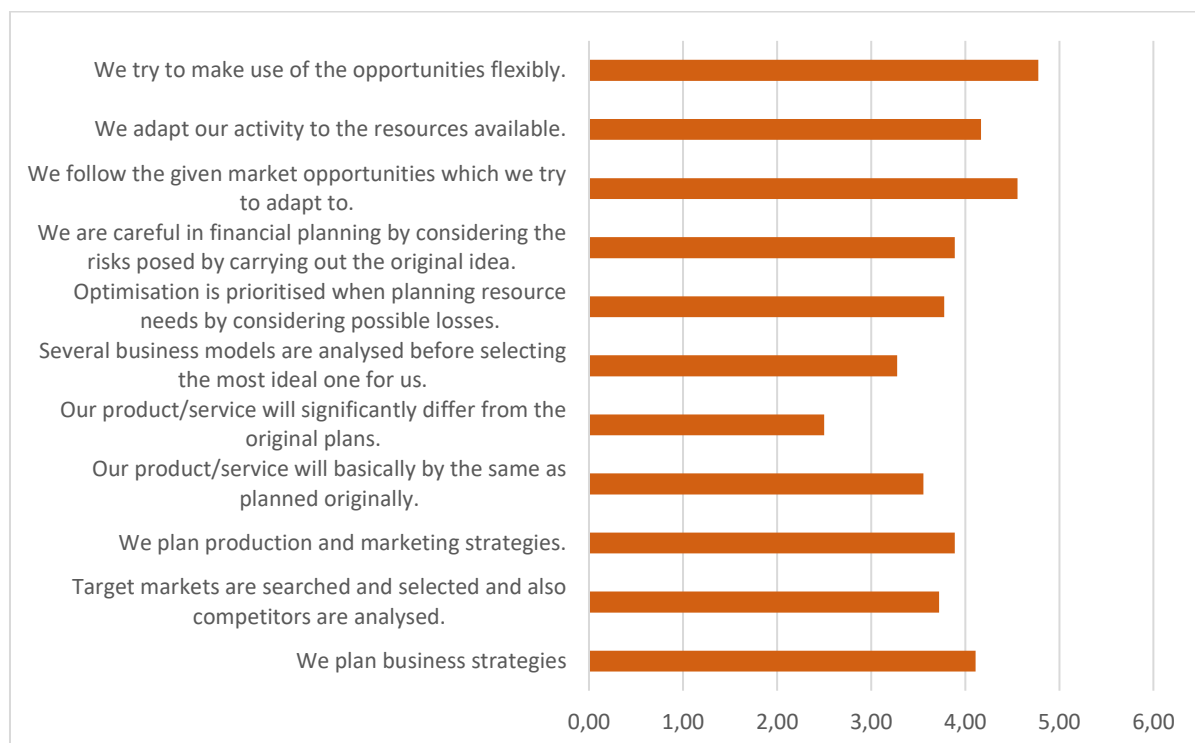 We try to make use of the opportunities flexibly.
We adapt our activity to the resources available.
We follow the given market opportunities which we try
to adapt to.
We are careful in financial planning by considering the
risks posed by carrying out the original idea.
Optimisation is prioritised when planning resource
needs by considering possible losses.
Several business models are analysed before selecting
the most ideal one for us.
Our product/service will significantly differ from the
original plans.
Our product/service will basically by the same as
planned originally.
We plan production and marketing strategies.
Target markets are searched and selected and also
competitors are analysed.
We plan business strategies
0,00 1,00 2,00 3,00 4,00 5,00 6,00